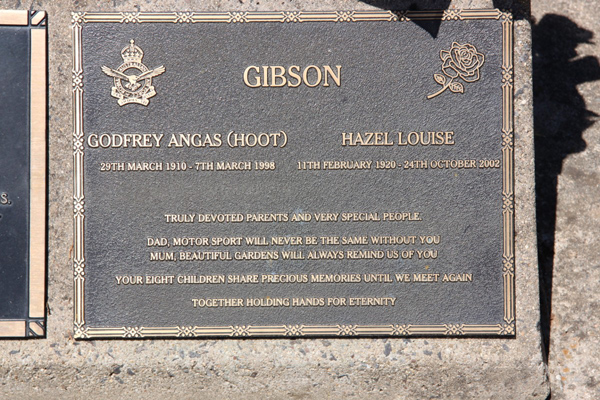 GIBSON
GODFREY ANGAS (HOOT)
29TH MARCH 1910 - 7TH MARCH 1998
HAZEL LOUISE
11TH FEBRUARY 1920 - 24TH OCTOBER 2002
TRULY DEVOTED PARENTS AND VERY SPECIAL PEOPLE.
DAD, MOTOR SPORT WILL NEVER BE THE SAME WITHOUT YOU
MUM, BEAUTIFUL GARDENS WILL ALWAYS REMIND US OF YOU
YOUR EIGHT CHILDREN SHARE PRECIOUS MEMORIES UNTIL WE MEET AGAIN
TOGETHER HOLDING HANDS FOR ETERNITY